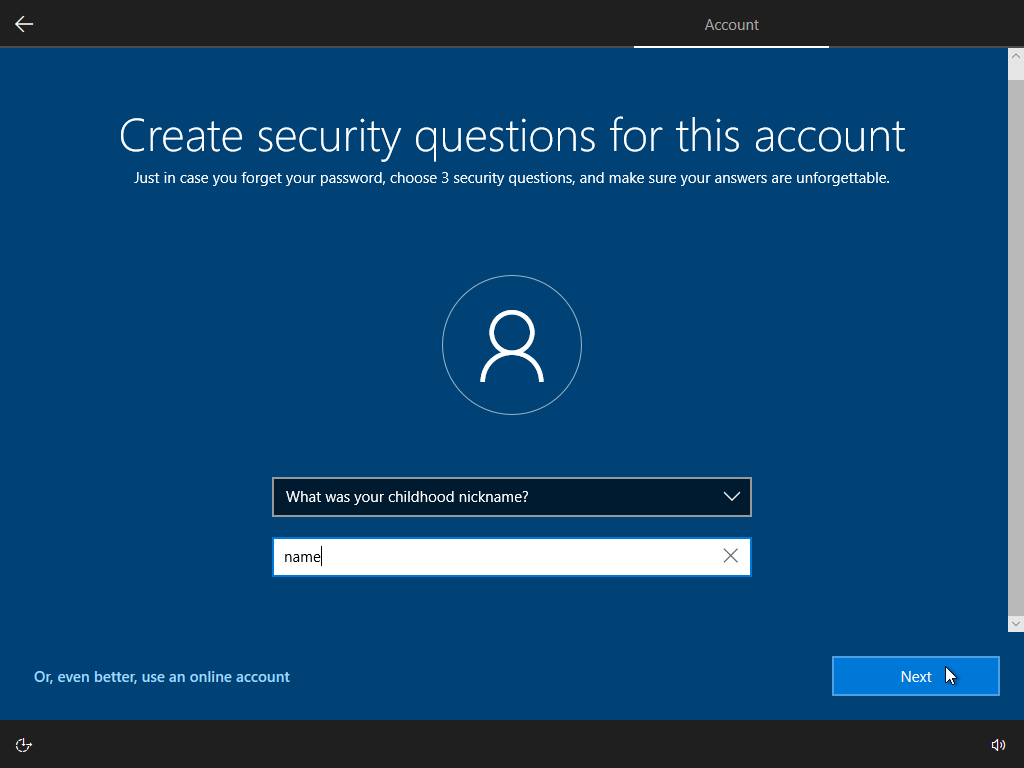 Account
Create security questions for this account
Just in case you forget your password, choose 3 security questions, and make sure your answers are unforgettable.
What was your childhood nickname?
name
Or, even better, use an online account
Next